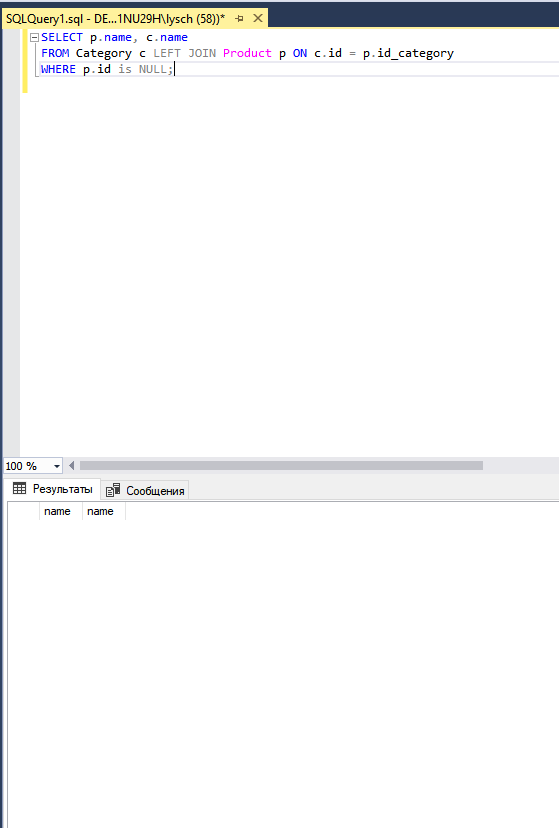 SQLQuery1.sql - DE...1NU29H\lysch (58))*
SELECT p.name, c.name
FROM Category c LEFT JOIN Product p ON c.id = p.id_category
WHERE p.id is NULL;
100 %
Результаты Сообщения
name name